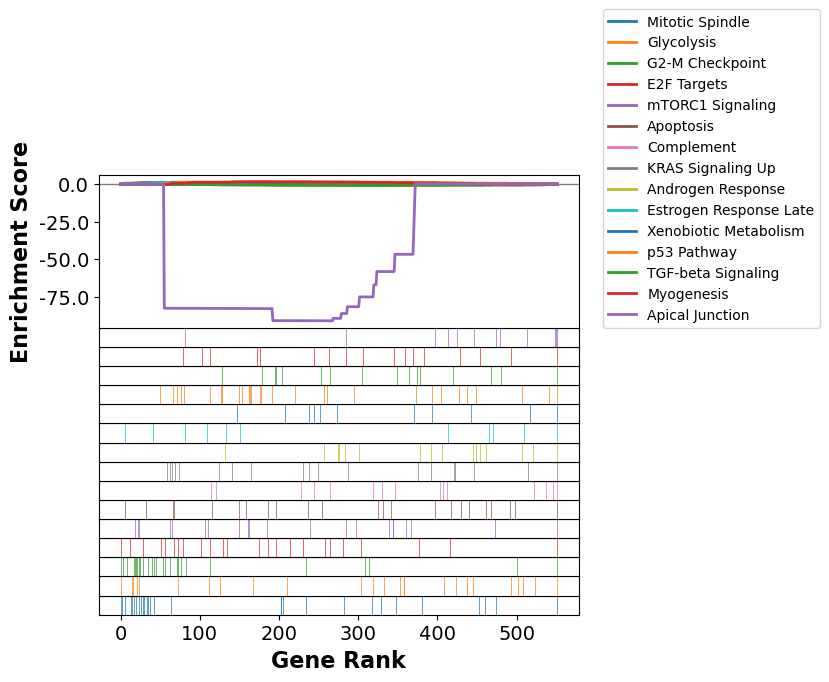 Mitotic Spindle
Glycolysis
G2-M Checkpoint
E2F Targets
mTORC1 Signaling
Apoptosis
Complement
KRAS Signaling Up
Androgen Response
Estrogen Response Late
Xenobiotic Metabolism
p53 Pathway
TGF-beta Signaling
Myogenesis
Apical Junction
Enrichment Score
0.0
-25.0
-50.0
-75.0
0 100 200 300 400 500
Gene Rank